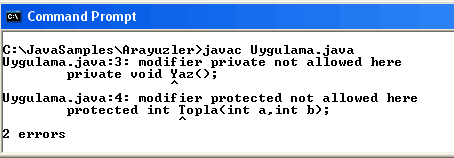 Command Prompt
C:\JavaSamples\Arayuzler>javac Uygulama.java
Uygulama.java:3: modifier private not allowed here
        private void Yaz();
                     ^
Uygulama.java:4: modifier protected not allowed here
        protected int Topla(int a,int b);
                      ^
2 errors